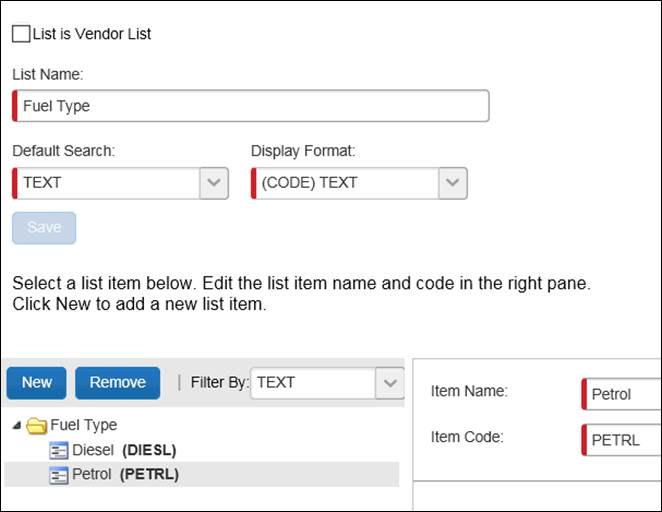 List is Vendor List
List Name:
Fuel Type
Default Search: Display Format:
TEXT (CODE) TEXT
Save
Select a list item below. Edit the list item name and code in the right pane.
Click New to add a new list item.
New Remove | Filter By: TEXT
Fuel Type
Diesel (DIESL)
Petrol (PETRL)
Item Name: Petrol
Item Code: PETRL